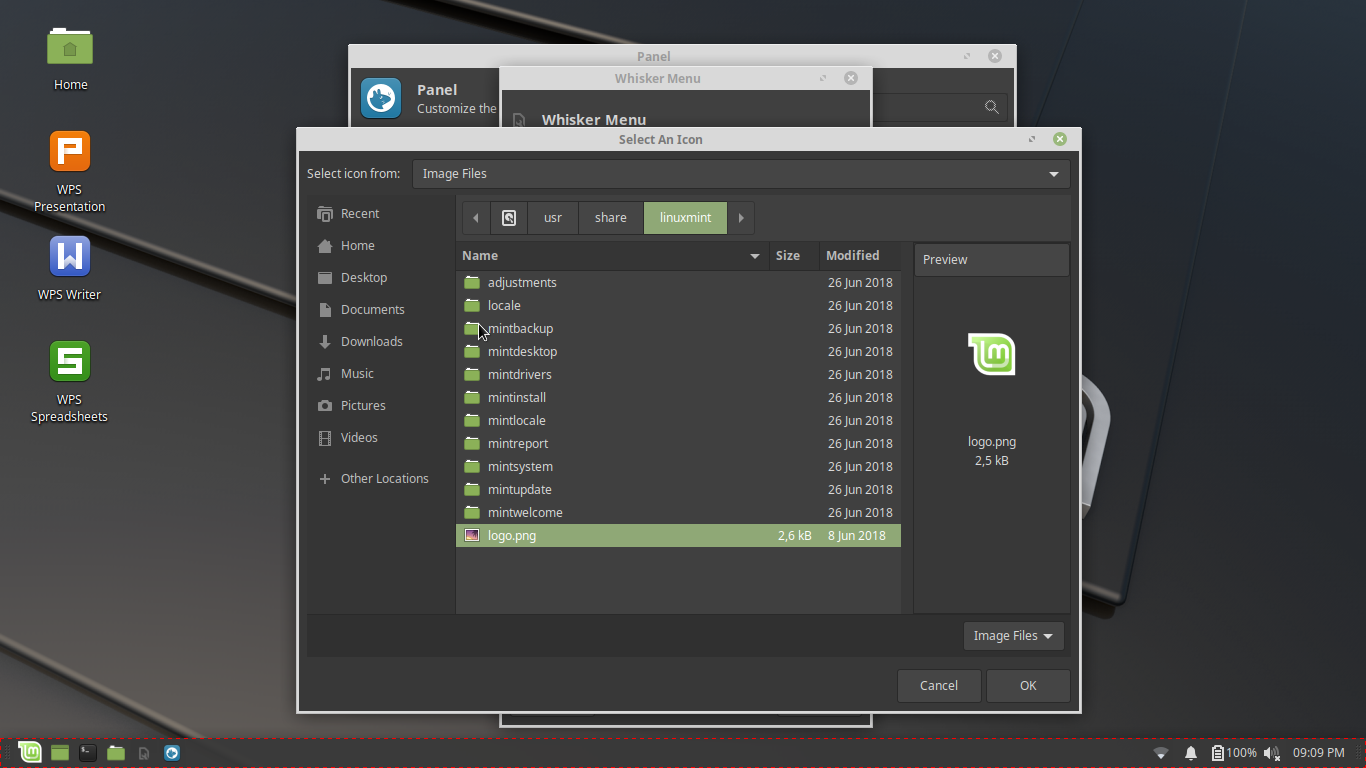 Home
WPS
Presentation
WPS Writer
WPS
Spreadsheets
Panel
Panel
Customize the
Whisker Menu
Whisker Menu
Select An Icon
Select icon from: Image Files
Recent
Home
Desktop
Documents
Downloads
Music
Pictures
Videos
Other Locations
usr share linuxmint
Name Size Modified
adjustments 26 Jun 2018
locale 26 Jun 2018
mintbackup 26 Jun 2018
mintdesktop 26 Jun 2018
mintdrivers 26 Jun 2018
mintinstall 26 Jun 2018
mintlocale 26 Jun 2018
mintreport 26 Jun 2018
mintsystem 26 Jun 2018
mintupdate 26 Jun 2018
mintwelcome 26 Jun 2018
logo.png 2,6 kB 8 Jun 2018
Preview
logo.png
2,5 kB
Image Files
Cancel OK
100% 09:09 PM